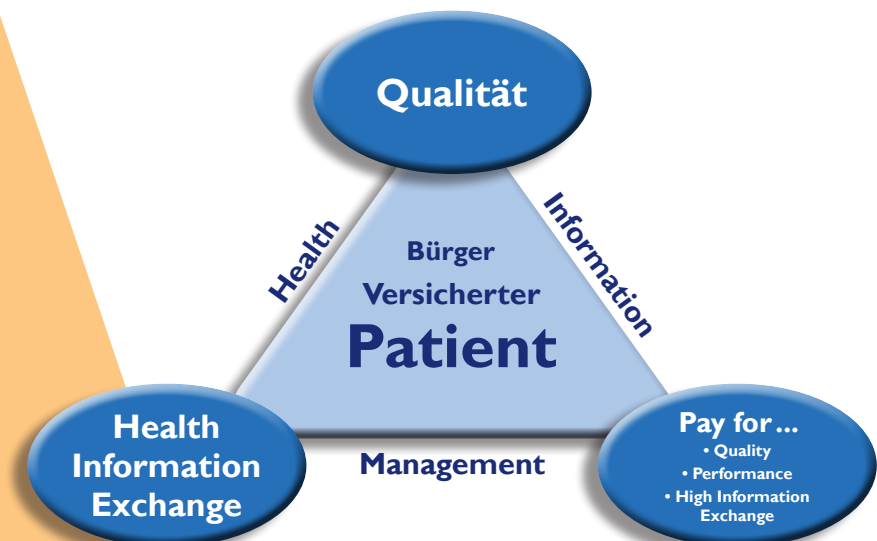 Qualität
Health
Information
Bürger
Versicherter
Patient
Health
Information
Exchange
Management
Pay for ...
• Quality
• Performance
• High Information
Exchange